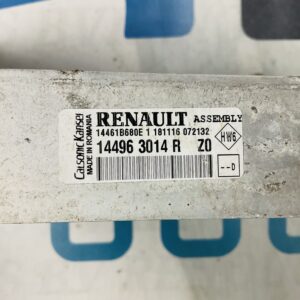 Calsonic Kansei
MADE IN ROMANIA
RENAULT ASSEMBLY
14461B680E 1 181116 072132
14496 3014 R Z0
HW6
--D